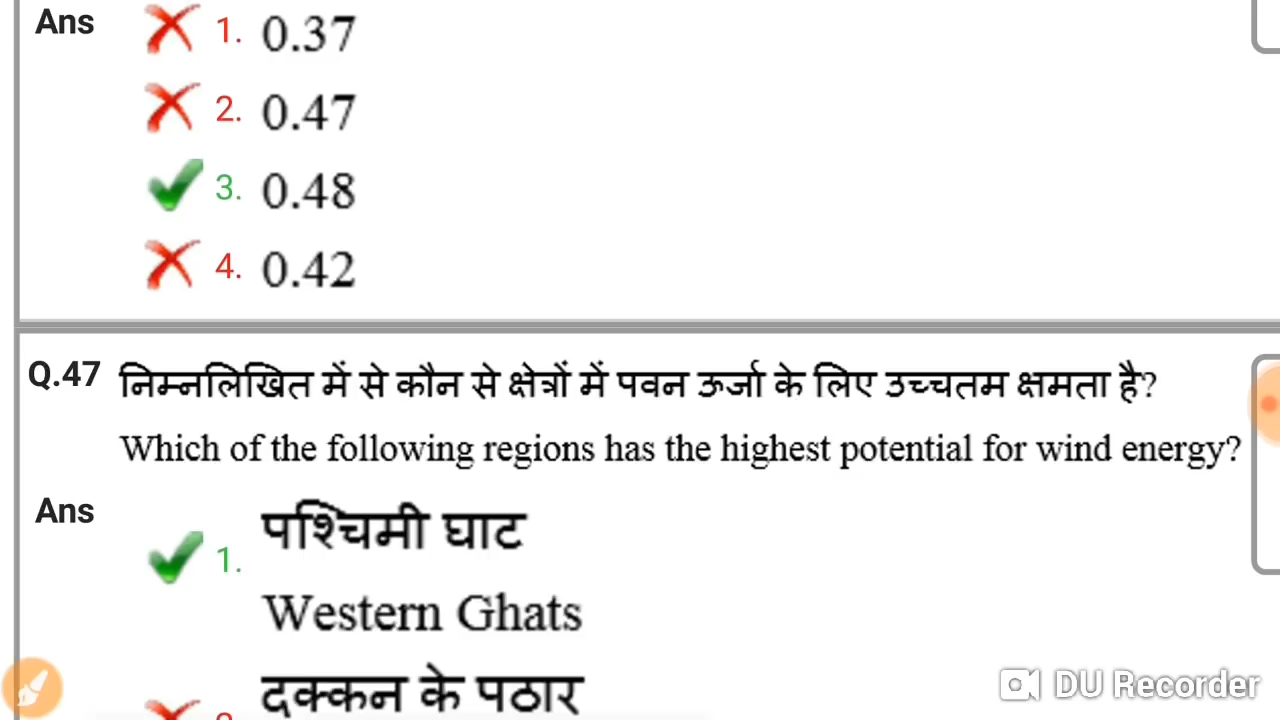 Ans 1. 0.37
2. 0.47
3. 0.48
4. 0.42
Q.47 निम्नलिखित में से कौन से क्षेत्रों में पवन ऊर्जा के लिए उच्चतम क्षमता है?
Which of the following regions has the highest potential for wind energy?
Ans 1. पश्चिमी घाट
Western Ghats
दक्कन के पठार
DU Recorder